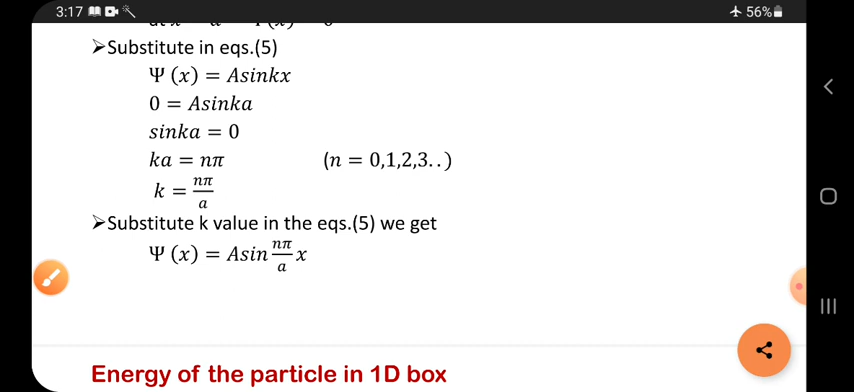 3:17
56%
➤Substitute in eqs.(5)
Ψ (x) = Asinkx
0 = Asinka
sinka = 0
ka = nπ (n = 0,1,2,3..)
k = nπ/a
➤Substitute k value in the eqs.(5) we get
Ψ (x) = Asin nπ/a x
Energy of the particle in 1D box